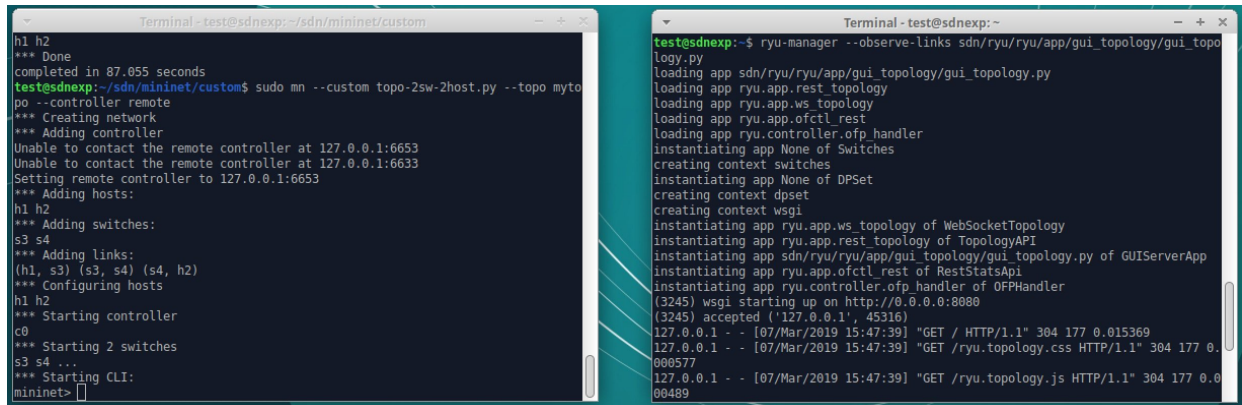 Terminal - test@sdnexp: ~/sdn/mininet/custom
h1 h2
*** Done
completed in 87.055 seconds
test@sdnexp:~/sdn/mininet/custom$ sudo mn --custom topo-2sw-2host.py --topo myto
po --controller remote
*** Creating network
*** Adding controller
Unable to contact the remote controller at 127.0.0.1:6653
Unable to contact the remote controller at 127.0.0.1:6633
Setting remote controller to 127.0.0.1:6653
*** Adding hosts:
h1 h2
*** Adding switches:
s3 s4
*** Adding links:
(h1, s3) (s3, s4) (s4, h2)
*** Configuring hosts
h1 h2
*** Starting controller
c0
*** Starting 2 switches
s3 s4 ...
*** Starting CLI:
mininet>
Terminal - test@sdnexp: ~
test@sdnexp:~$ ryu-manager --observe-links sdn/ryu/ryu/app/gui_topology/gui_topo
logy.py
loading app sdn/ryu/ryu/app/gui_topology/gui_topology.py
loading app ryu.app.rest_topology
loading app ryu.app.ws_topology
loading app ryu.app.ofctl_rest
loading app ryu.controller.ofp_handler
instantiating app None of Switches
creating context switches
instantiating app None of DPSet
creating context dpset
creating context wsgi
instantiating app ryu.app.ws_topology of WebSocketTopology
instantiating app ryu.app.rest_topology of TopologyAPI
instantiating app sdn/ryu/ryu/app/gui_topology/gui_topology.py of GUIServerApp
instantiating app ryu.app.ofctl_rest of RestStatsApi
instantiating app ryu.controller.ofp_handler of OFPHandler
(3245) wsgi starting up on http://0.0.0.0:8080
(3245) accepted ('127.0.0.1', 45316)
127.0.0.1 - - [07/Mar/2019 15:47:39] "GET / HTTP/1.1" 304 177 0.015369
127.0.0.1 - - [07/Mar/2019 15:47:39] "GET /ryu.topology.css HTTP/1.1" 304 177 0.
000577
127.0.0.1 - - [07/Mar/2019 15:47:39] "GET /ryu.topology.js HTTP/1.1" 304 177 0.0
00489